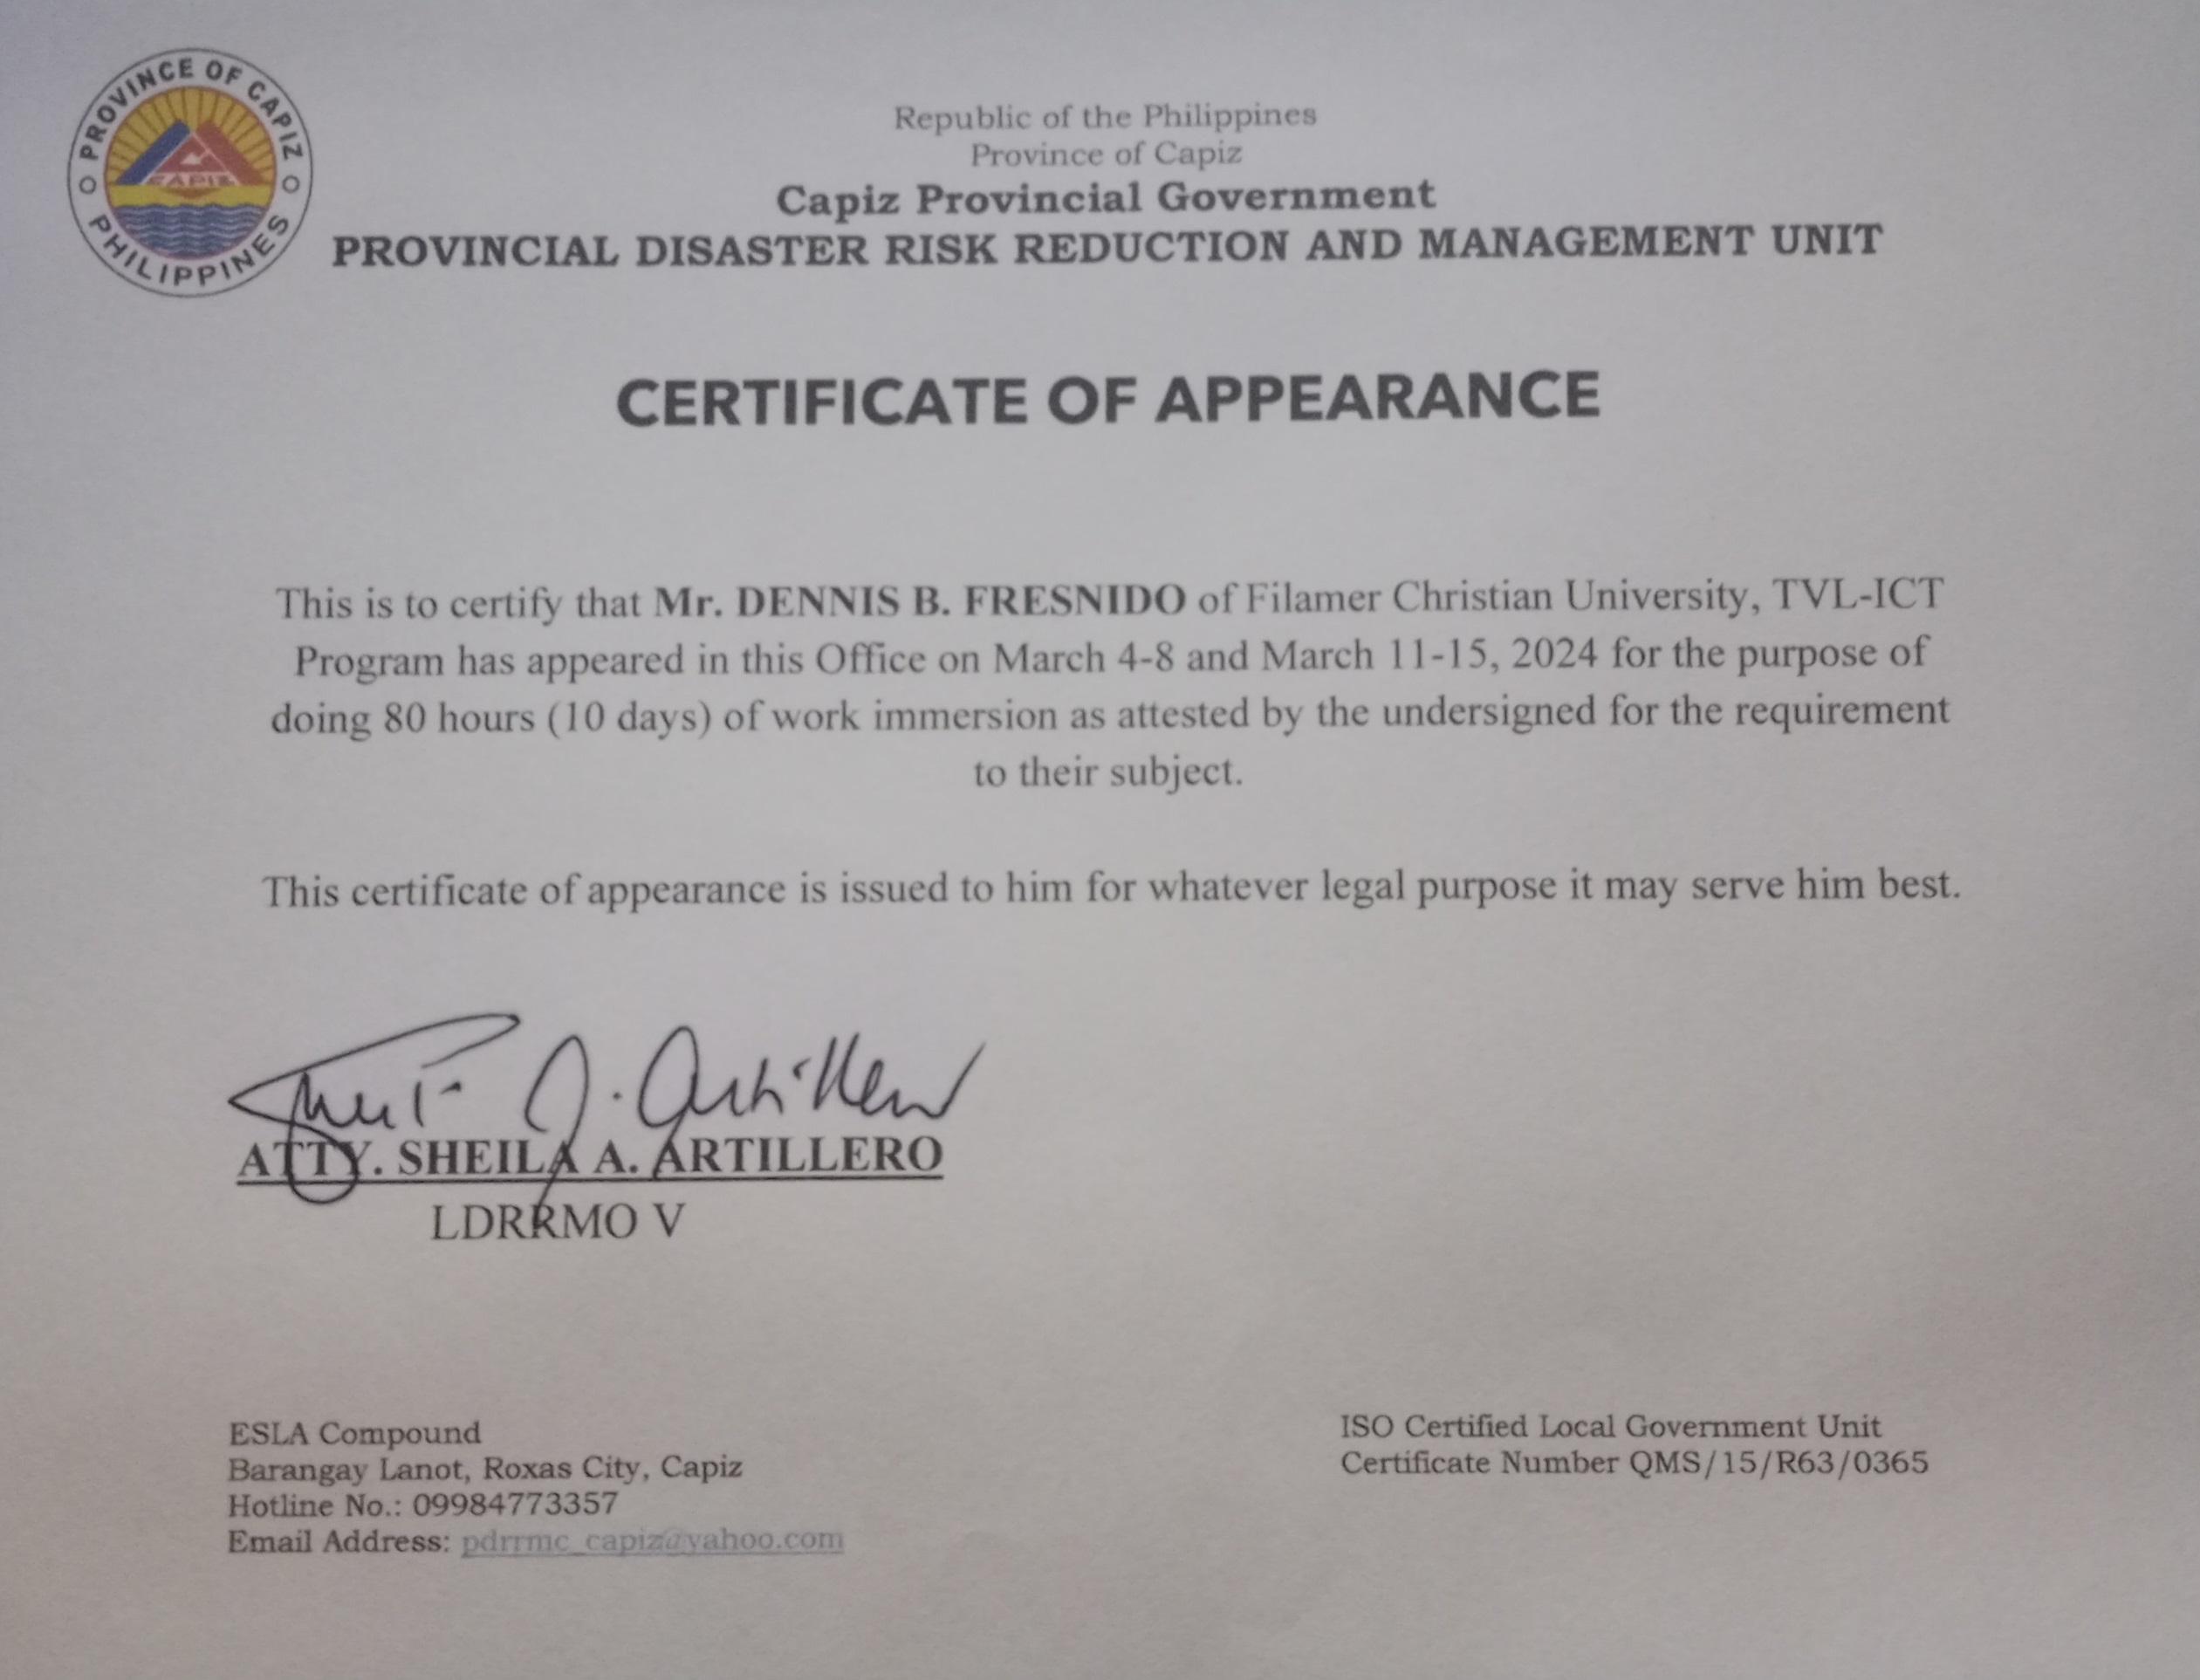 PROVINCE OF CAPIZ
CAPIZ
PHILIPPINES
Republic of the Philippines
Province of Capiz
Capiz Provincial Government
PROVINCIAL DISASTER RISK REDUCTION AND MANAGEMENT UNIT
CERTIFICATE OF APPEARANCE
This is to certify that Mr. DENNIS B. FRESNIDO of Filamer Christian University, TVL-ICT
Program has appeared in this Office on March 4-8 and March 11-15, 2024 for the purpose of
doing 80 hours (10 days) of work immersion as attested by the undersigned for the requirement
to their subject.
This certificate of appearance is issued to him for whatever legal purpose it may serve him best.
ATTY. SHEILA A. ARTILLERO
LDRRMO V
ESLA Compound
Barangay Lanot, Roxas City, Capiz
Hotline No.: 09984773357
Email Address: pdrrmc_capiz@yahoo.com
ISO Certified Local Government Unit
Certificate Number QMS/15/R63/0365